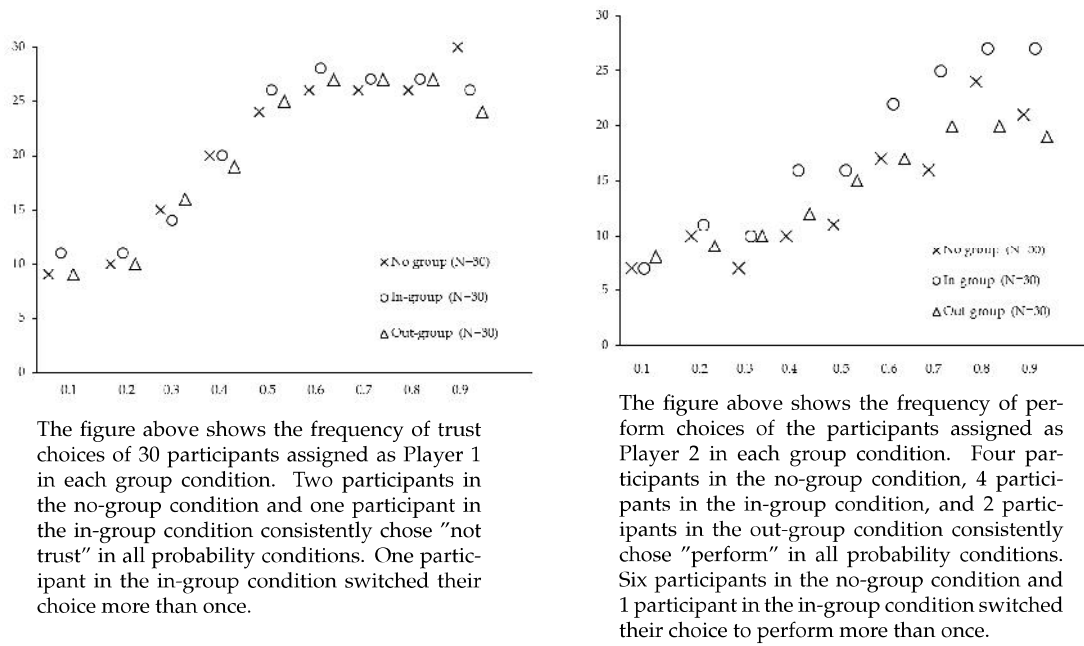 30
25
20
15
10
5
0
0.1 0.2 0.3 0.4 0.5 0.6 0.7 0.8 0.9
No group (N=30)
In-group (N=30)
Out-group (N=30)
The figure above shows the frequency of trust
choices of 30 participants assigned as Player 1
in each group condition. Two participants in
the no-group condition and one participant in
the in-group condition consistently chose ”not
trust” in all probability conditions. One partic-
ipant in the in-group condition switched their
choice more than once.
30
25
20
15
10
5
0
0.1 0.2 0.3 0.4 0.5 0.6 0.7 0.8 0.9
No group (N=30)
In group (N=30)
Out group (N=30)
The figure above shows the frequency of per-
form choices of the participants assigned as
Player 2 in each group condition. Four par-
ticipants in the no-group condition, 4 partici-
pants in the in-group condition, and 2 partic-
ipants in the out-group condition consistently
chose ”perform” in all probability conditions.
Six participants in the no-group condition and
1 participant in the in-group condition switched
their choice to perform more than once.